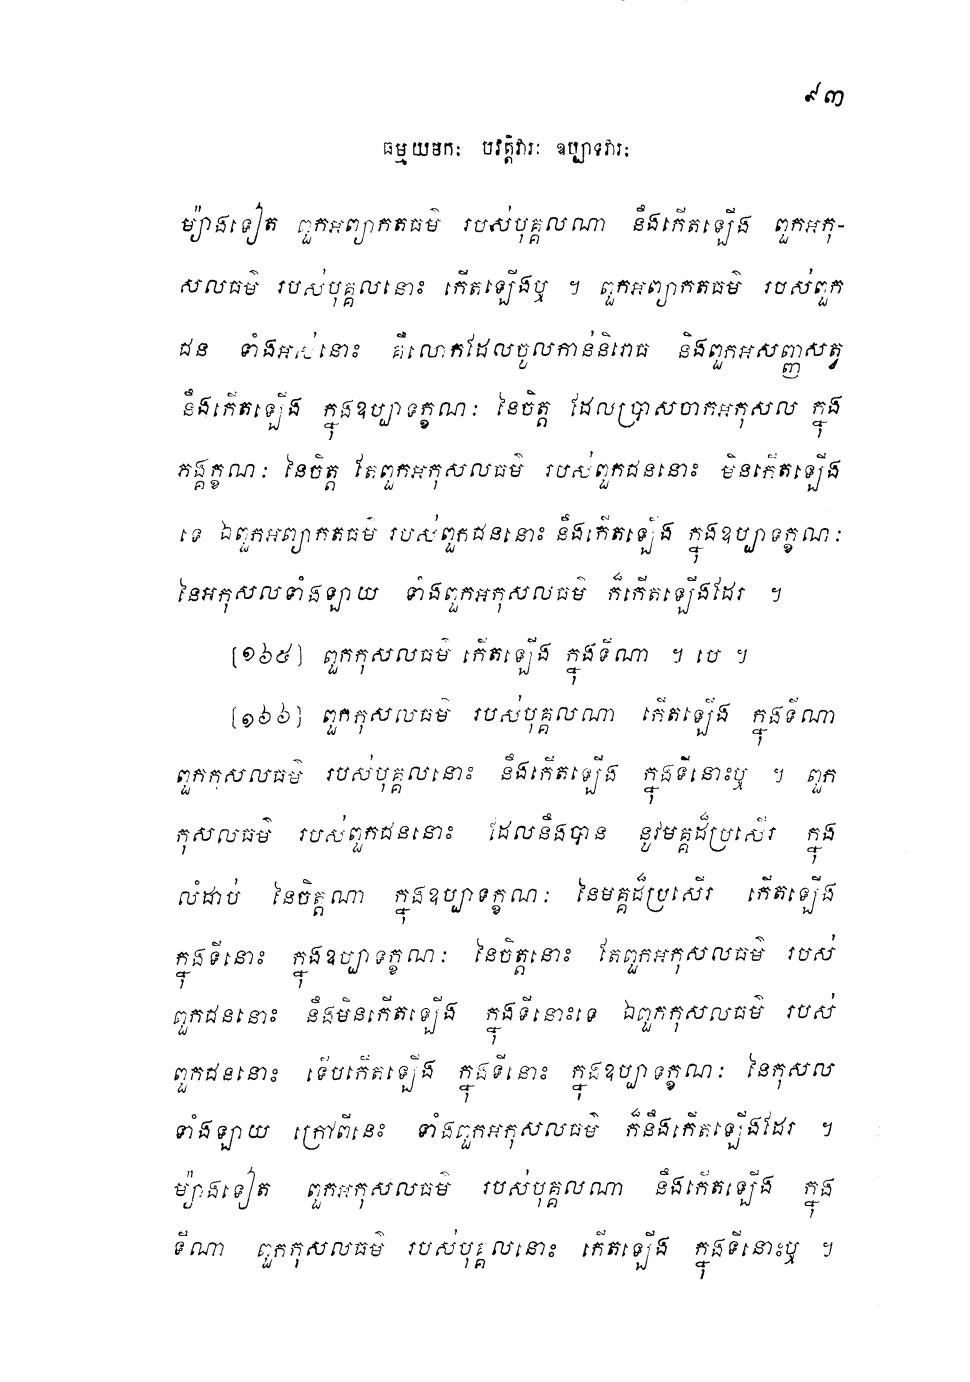 ៩៣
ធម្មយមកៈ បវត្តិវារៈ ឧប្បាទវារៈ
ម៉្យាងទៀត ពួកអព្យាកតធម៌ របស់បុគ្គលណា នឹងកើតឡើង ពួកអកុ-
សលធម៌ របស់បុគ្គលនោះ កើតឡើងឬ ។ ពួកអព្យាកតធម៌ របស់ពួក
ជន ទាំងអស់នោះ គឺលោកដែលចូលកាន់និរោធ និងពួកអសញ្ញសត្វ
នឹងកើតឡើង ក្នុងឧប្បាទក្ខណៈ នៃចិត្ត ដែលប្រាសចាកអកុសល ក្នុង
ភង្គក្ខណៈ នៃចិត្ត តែពួកអកុសលធម៌ របស់ពួកជននោះ មិនកើតឡើង
ទេ ឯពួកអព្យាកតធម៌ របស់ពួកជននោះ នឹងកើតឡើង ក្នុងឧប្បាទក្ខណៈ
នៃអកុសលទាំងឡាយ ទាំងពួកអកុសលធម៌ ក៏កើតឡើងដែរ ។
[១៦៥] ពួកកុសលធម៌ កើតឡើង ក្នុងទីណា ។ បេ ។
[១៦៦] ពួកកុសលធម៌ របស់បុគ្គលណា កើតឡើង ក្នុងទីណា
ពួកកុសលធម៌ របស់បុគ្គលនោះ នឹងកើតឡើង ក្នុងទីនោះឬ ។ ពួក
កុសលធម៌ របស់ពួកជននោះ ដែលនឹងបាន នូវមគ្គដ៏ប្រសើរ ក្នុង
លំដាប់ នៃចិត្តណា ក្នុងឧប្បាទក្ខណៈ នៃមគ្គដ៏ប្រសើរ កើតឡើង
ក្នុងទីនោះ ក្នុងឧប្បាទក្ខណៈ នៃចិត្តនោះ តែពួកអកុសលធម៌ របស់
ពួកជននោះ នឹងមិនកើតឡើង ក្នុងទីនោះទេ ឯពួកកុសលធម៌ របស់
ពួកជននោះ ទើបកើតឡើង ក្នុងទីនោះ ក្នុងឧប្បាទក្ខណៈ នៃកុសល
ទាំងឡាយ ក្រៅពីនេះ ទាំងពួកអកុសលធម៌ ក៏នឹងកើតឡើងដែរ ។
ម៉្យាងទៀត ពួកអកុសលធម៌ របស់បុគ្គលណា នឹងកើតឡើង ក្នុង
ទីណា ពួកកុសលធម៌ របស់បុគ្គលនោះ កើតឡើង ក្នុងទីនោះឬ ។